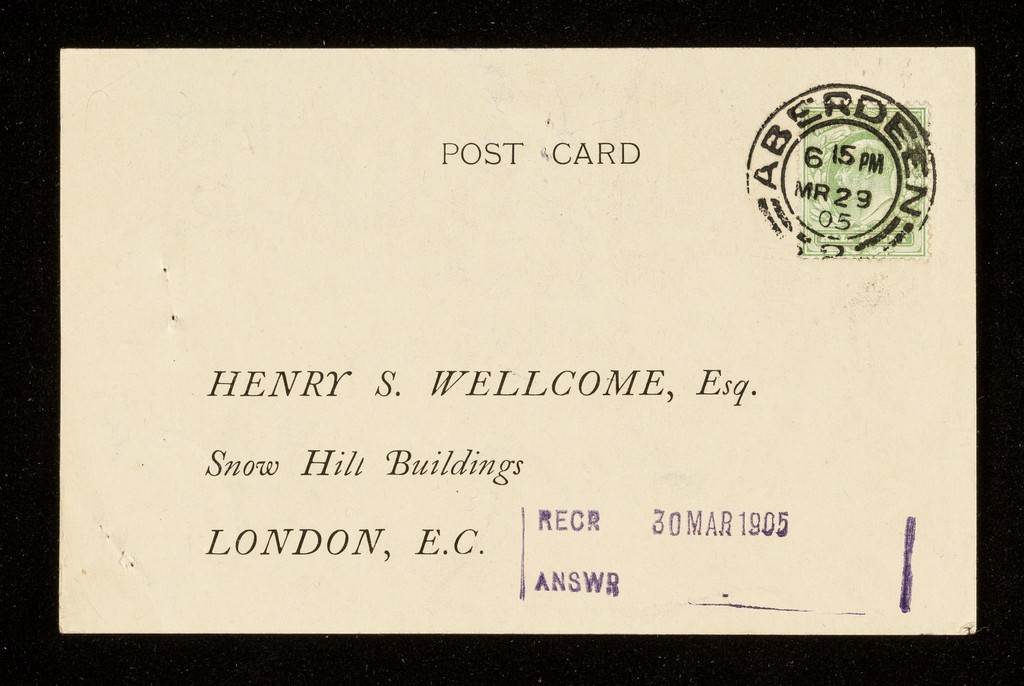 POST CARD
ABERDEEN
6 15 PM
MR 29
05
HENRY S. WELLCOME, Esq.
Snow Hill Buildings
LONDON, E.C.
RECR 30 MAR 1905
ANSWR